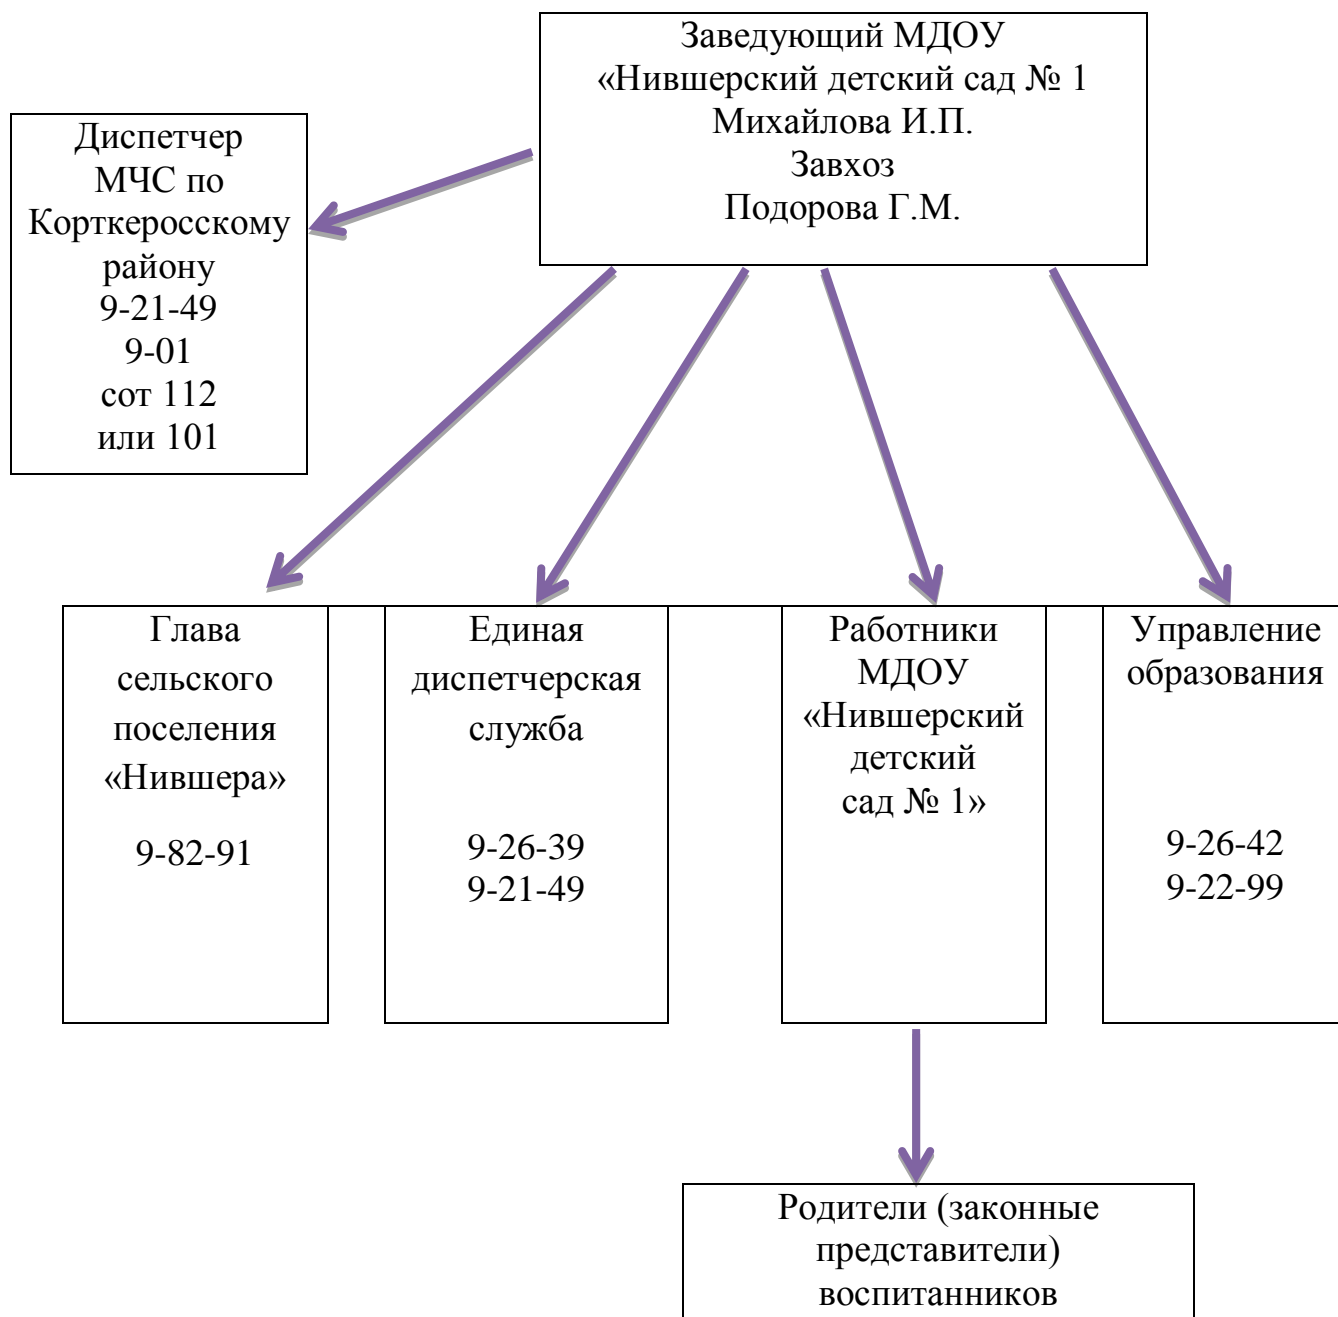 Заведующий МДОУ
«Нившерский детский сад № 1
Михайлова И.П.
Завхоз
Подорова Г.М.
Диспетчер
МЧС по
Корткеросскому
району
9-21-49
9-01
сот 112
или 101
Глава
сельского
поселения
«Нившера»
9-82-91
Единая
диспетчерская
служба
9-26-39
9-21-49
Работники
МДОУ
«Нившерский
детский
сад № 1»
Управление
образования
9-26-42
9-22-99
Родители (законные
представители)
воспитанников